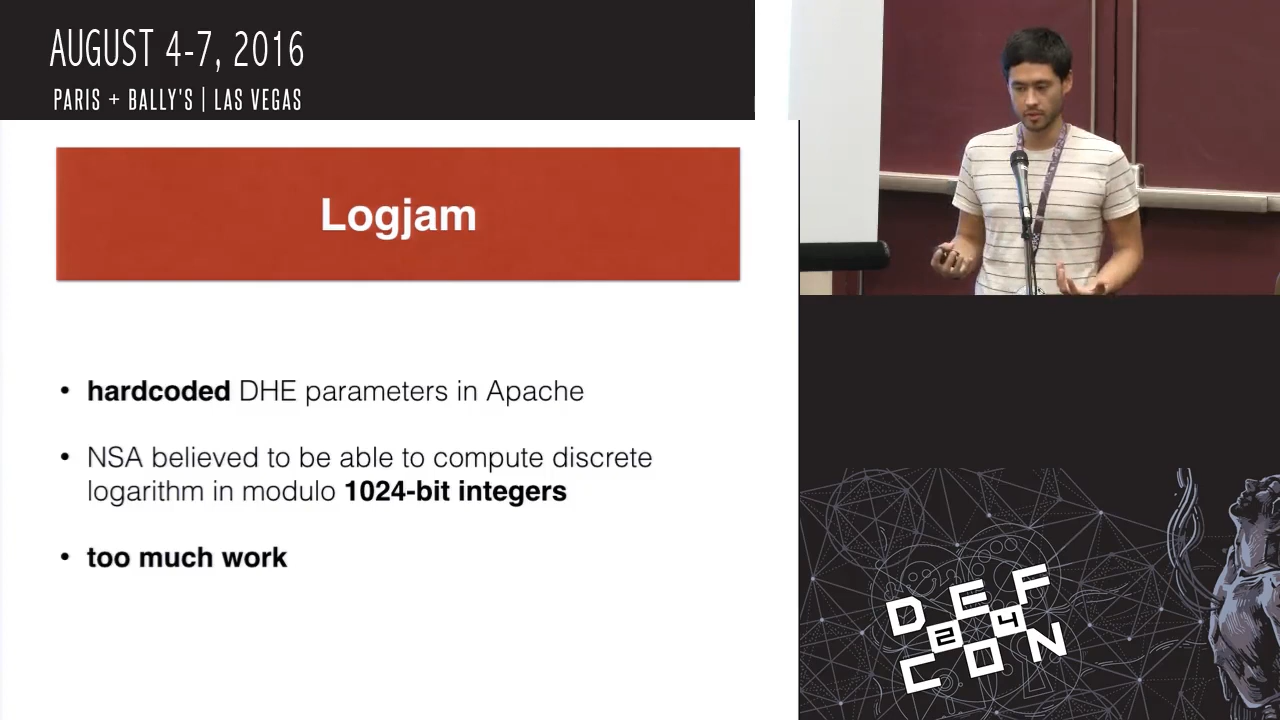 AUGUST 4-7, 2016
PARIS + BALLY'S | LAS VEGAS
Logjam
• hardcoded DHE parameters in Apache
• NSA believed to be able to compute discrete
logarithm in modulo 1024-bit integers
• too much work
DEF
24
CON